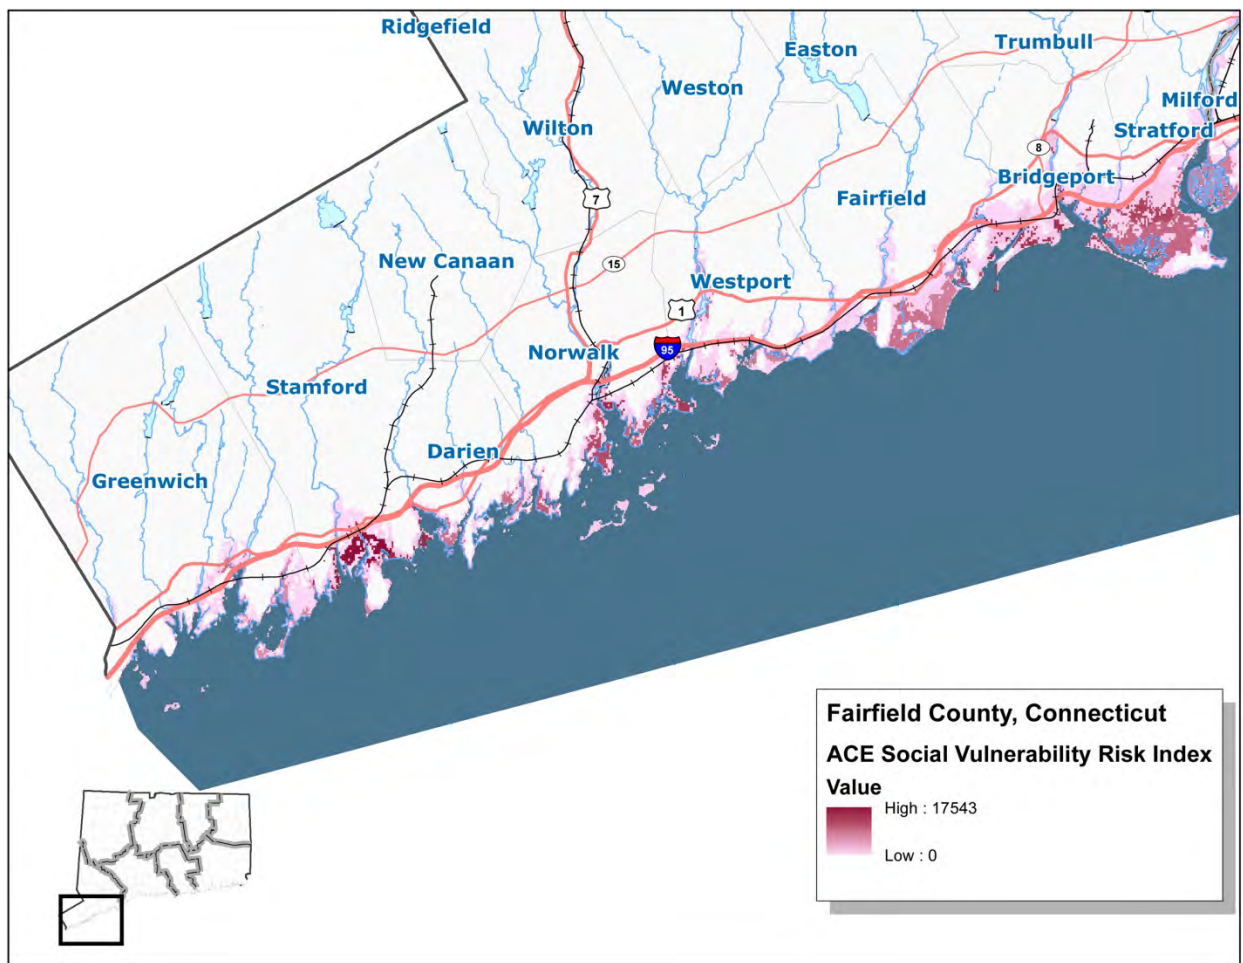 Ridgefield
Easton
Trumbull
Weston
Milford
Wilton
Stratford
8
Bridgeport
7
Fairfield
New Canaan
15
Westport
1
95
Norwalk
Stamford
Darien
Greenwich
Fairfield County, Connecticut
ACE Social Vulnerability Risk Index
Value
High : 17543
Low : 0